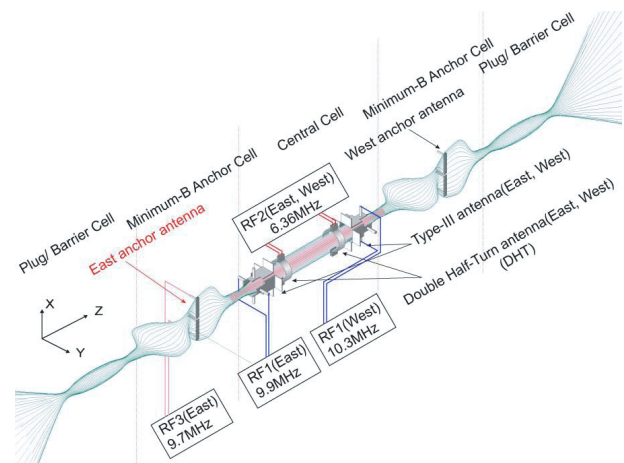 Plug/ Barrier Cell
Minimum-B Anchor Cell
West anchor antenna
Central Cell
RF2(East, West)
6.36MHz
Minimum-B Anchor Cell
East anchor antenna
Plug/ Barrier Cell
Type-III antenna(East, West)
Double Half-Turn antenna(East, West)
(DHT)
X
Z
Y
RF1(West)
10.3MHz
RF1(East)
9.9MHz
RF3(East)
9.7MHz